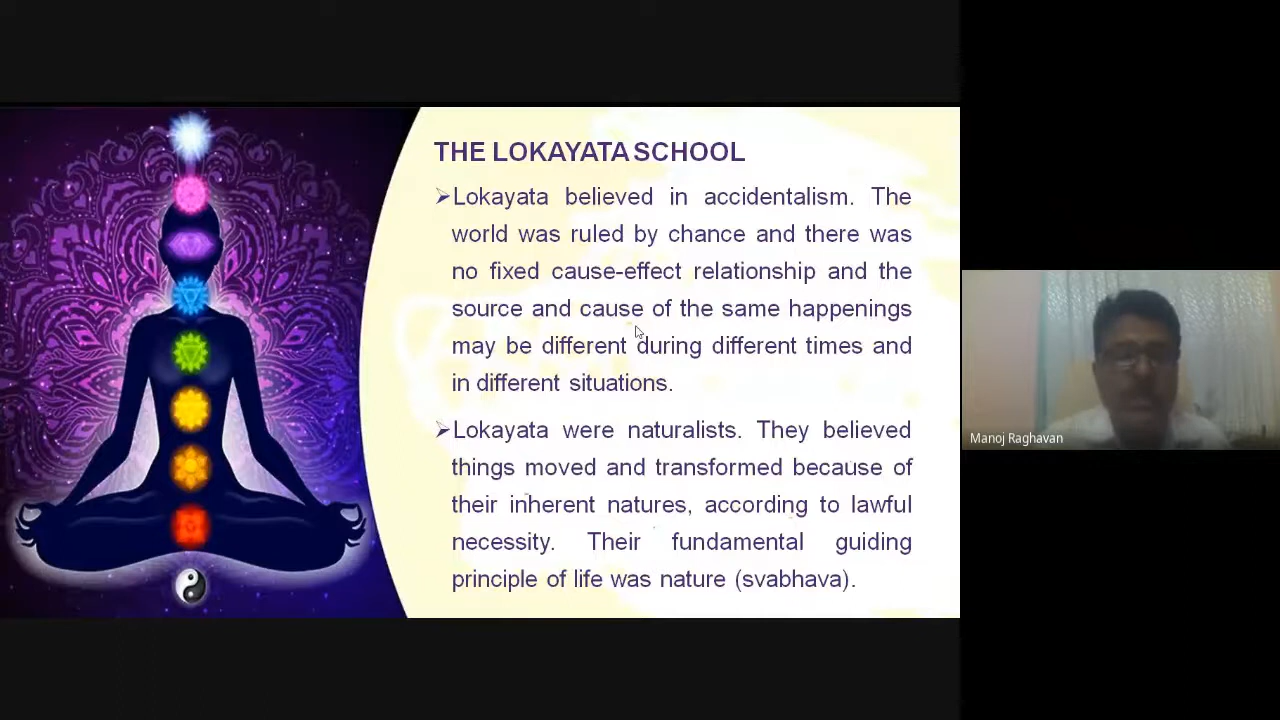 THE LOKAYATA SCHOOL
➢Lokayata believed in accidentalism. The
world was ruled by chance and there was
no fixed cause-effect relationship and the
source and cause of the same happenings
may be different during different times and
in different situations.
➢Lokayata were naturalists. They believed
things moved and transformed because of
their inherent natures, according to lawful
necessity. Their fundamental guiding
principle of life was nature (svabhava).
Manoj Raghavan